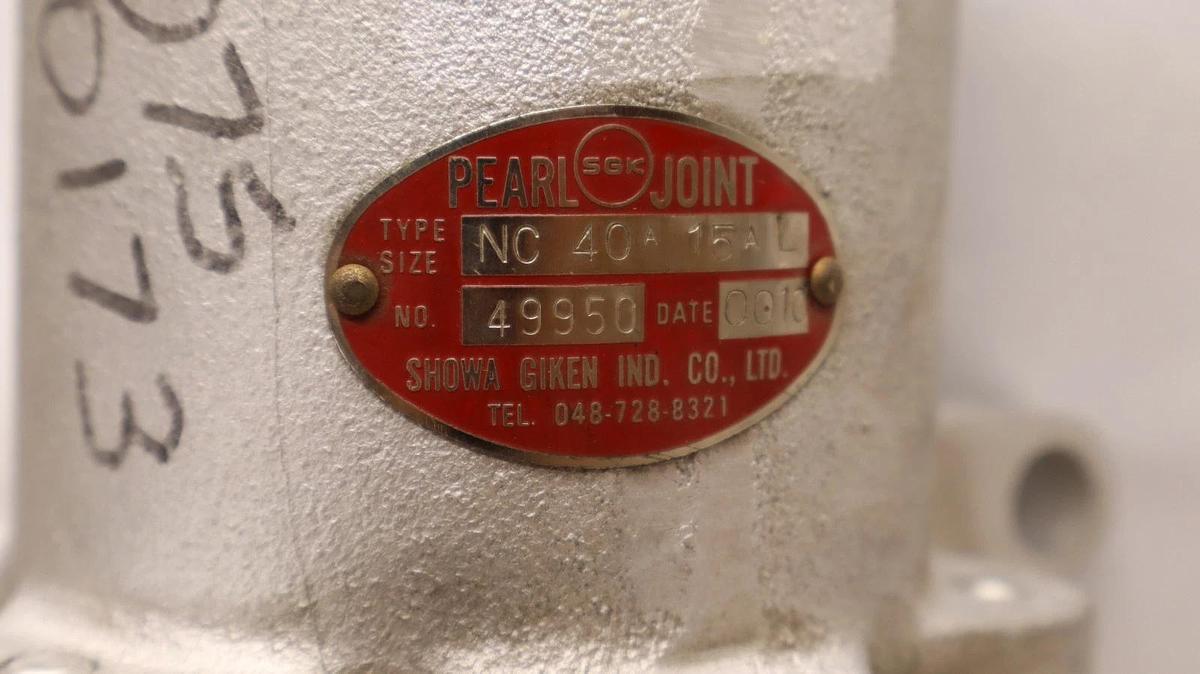 PEARL SGK JOINT
TYPE SIZE NC 40A 15A L
NO. 49950 DATE 0010
SHOWA GIKEN IND. CO., LTD.
TEL. 048-728-8321